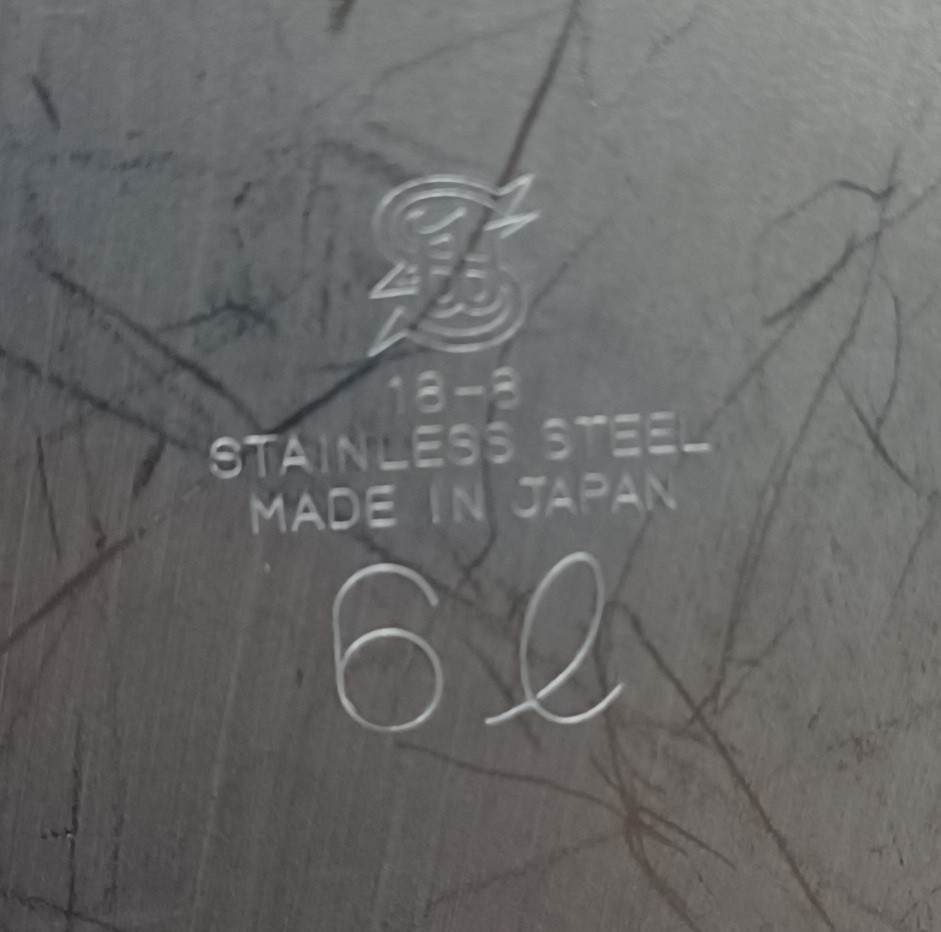 18-8
STAINLESS STEEL
MADE IN JAPAN
6ℓ